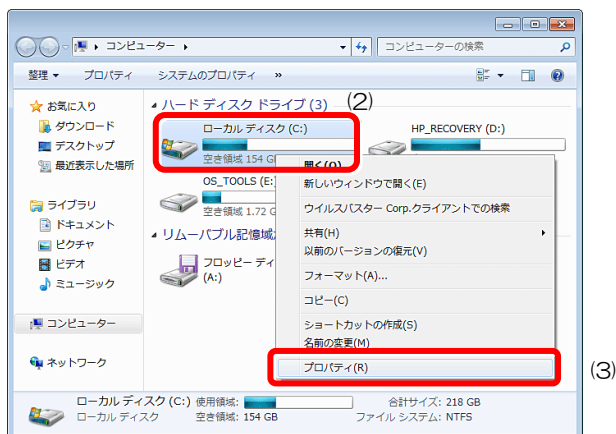 コンピューター
コンピューターの検索
整理
プロパティ
システムのプロパティ
»
お気に入り
ダウンロード
デスクトップ
最近表示した場所
ライブラリ
ドキュメント
ピクチャ
ビデオ
ミュージック
コンピューター
ネットワーク
ハード ディスク ドライブ (3)
(2)
ローカル ディスク (C:)
空き領域 154 G
HP_RECOVERY (D:)
OS_TOOLS (E:
空き領域 1.72 G
リムーバブル記憶域
フロッピー ディ
(A:)
開く(O)
新しいウィンドウで開く(E)
ウイルスバスター Corp.クライアントでの検索
共有(H)
以前のバージョンの復元(V)
フォーマット(A)...
コピー(C)
ショートカットの作成(S)
名前の変更(M)
プロパティ(R)
(3)
ローカル ディスク (C:) 使用領域: 合計サイズ: 218 GB
ローカル ディスク 空き領域: 154 GB ファイル システム: NTFS